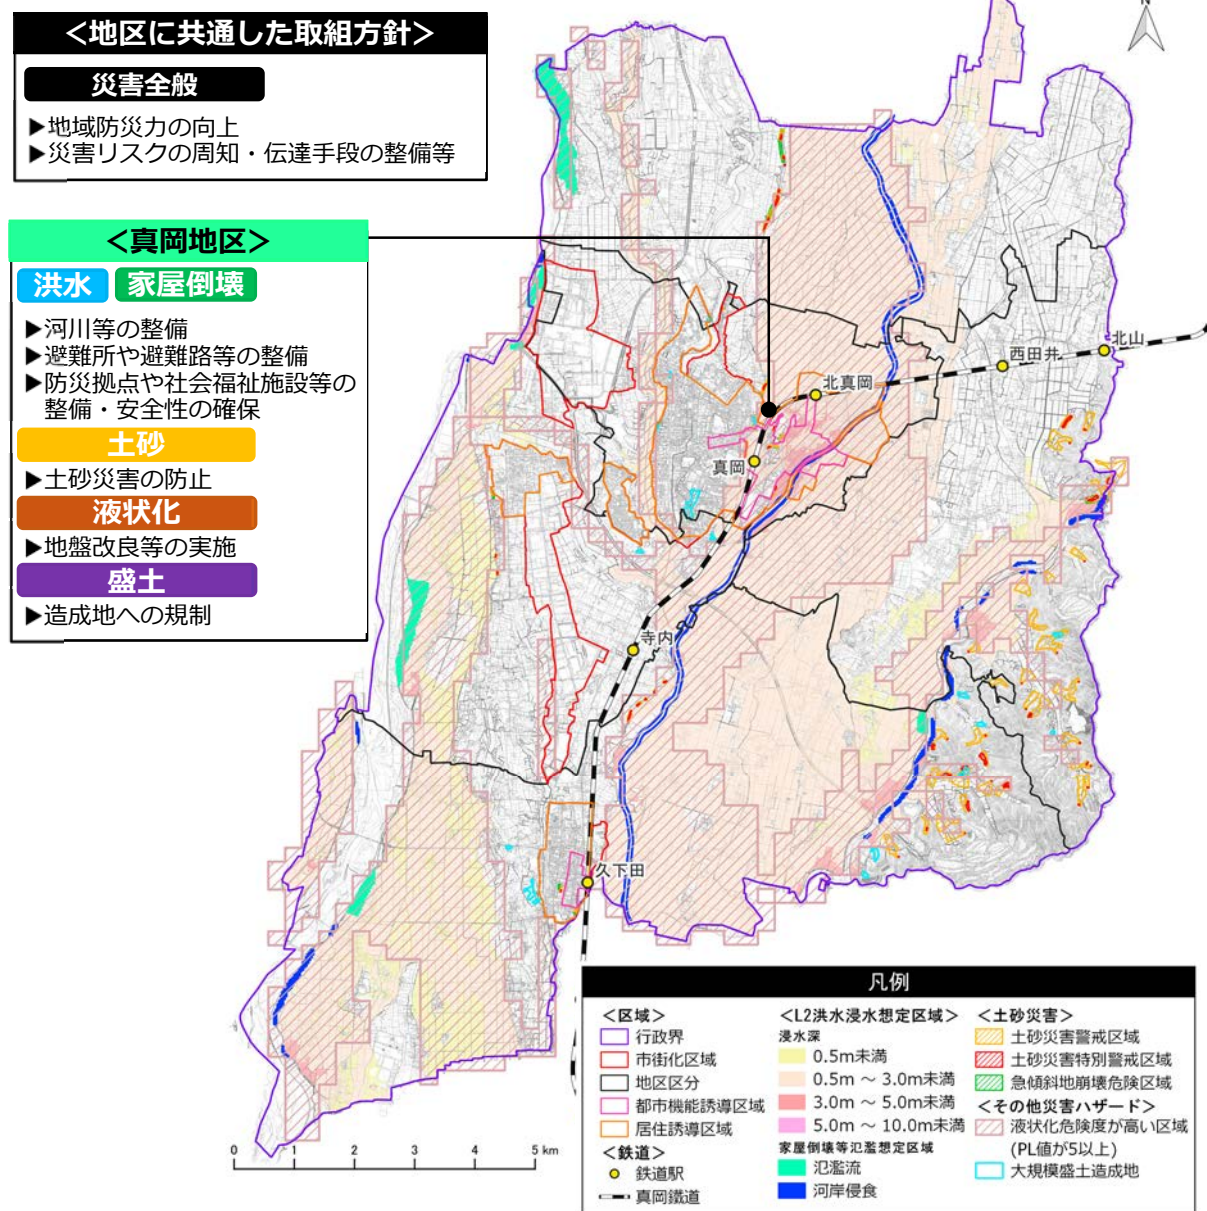 ＜地区に共通した取組方針＞
災害全般
▶地域防災力の向上
▶災害リスクの周知・伝達手段の整備等
＜真岡地区＞
洪水 家屋倒壊
▶河川等の整備
▶避難所や避難路等の整備
▶防災拠点や社会福祉施設等の
整備・安全性の確保
土砂
▶土砂災害の防止
液状化
▶地盤改良等の実施
盛土
▶造成地への規制
N
北山
西田井
北真岡
真岡
寺内
久下田
凡例
＜区域＞
行政界
市街化区域
地区区分
都市機能誘導区域
居住誘導区域
＜鉄道＞
鉄道駅
真岡鐵道
＜L2洪水浸水想定区域＞
浸水深
0.5m未満
0.5m ～ 3.0m未満
3.0m ～ 5.0m未満
5.0m ～ 10.0m未満
家屋倒壊等氾濫想定区域
氾濫流
河岸侵食
＜土砂災害＞
土砂災害警戒区域
土砂災害特別警戒区域
急傾斜地崩壊危険区域
＜その他災害ハザード＞
液状化危険度が高い区域
(PL値が5以上)
大規模盛土造成地
0 1 2 3 4 5 km